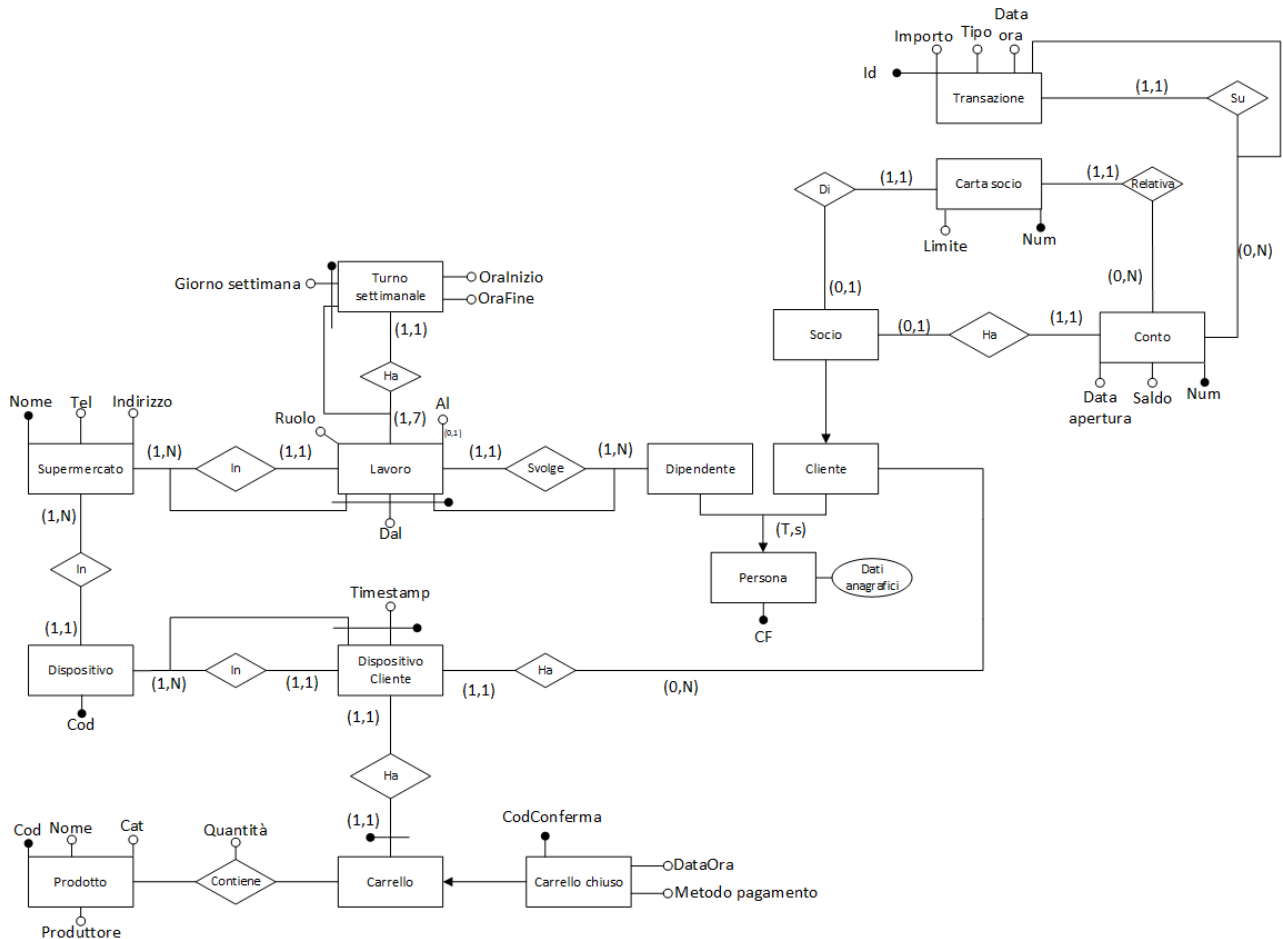 Data
ora
Tipo
Importo
Id
Transazione
(1,1)
Su
Di
(1,1)
Carta socio
(1,1)
Relativa
Limite
Num
(0,N)
(0,1)
(0,N)
Giorno settimana
Turno
settimanale
OraInizio
OraFine
(1,1)
Socio
(0,1)
Ha
(1,1)
Conto
Ha
Data
apertura
Saldo
Num
Nome
Tel
Indirizzo
Ruolo
(1,7)
Al
(0,1)
Supermercato
(1,N)
In
(1,1)
Lavoro
(1,1)
Svolge
(1,N)
Dipendente
Cliente
(1,N)
Dal
(T,s)
In
Persona
Dati
anagrafici
Timestamp
CF
(1,1)
Dispositivo
(1,N)
In
(1,1)
Dispositivo
Cliente
(1,1)
Ha
(0,N)
Cod
(1,1)
Ha
Cod
Nome
Cat
Quantità
(1,1)
CodConferma
Prodotto
Contiene
Carrello
Carrello chiuso
DataOra
Metodo pagamento
Produttore